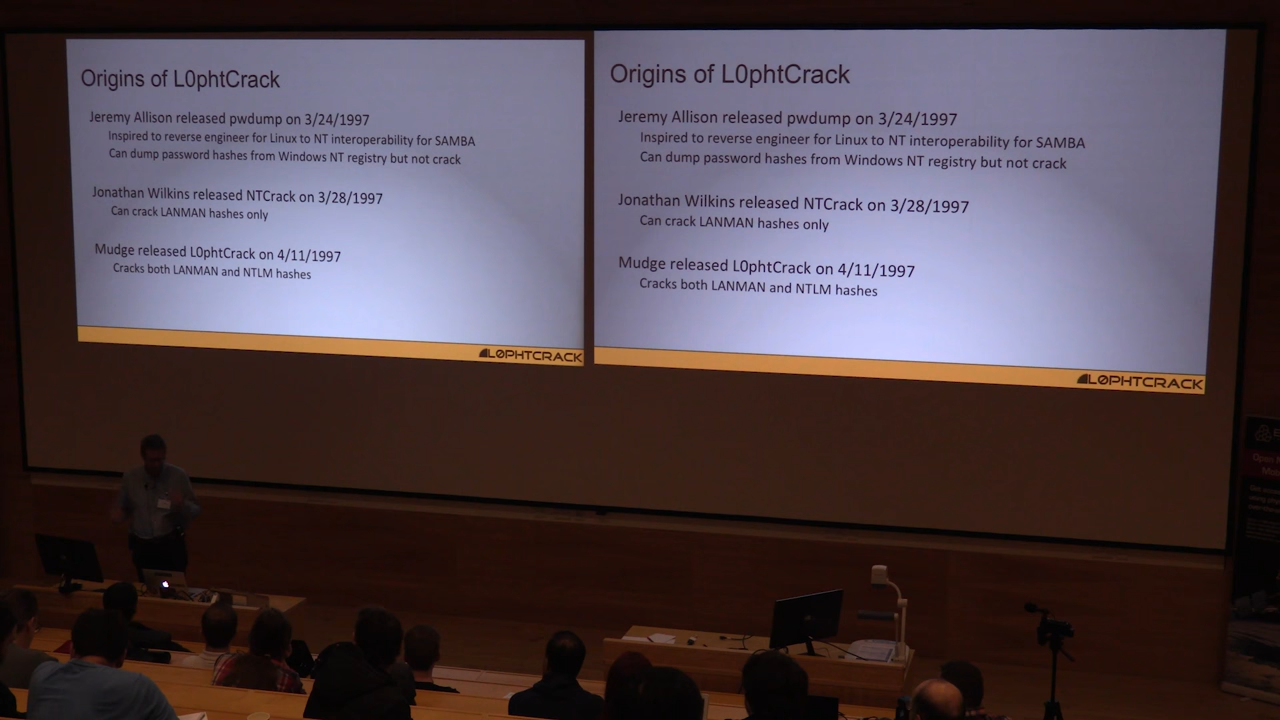 Origins of L0phtCrack
Jeremy Allison released pwdump on 3/24/1997
Inspired to reverse engineer for Linux to NT interoperability for SAMBA
Can dump password hashes from Windows NT registry but not crack
Jonathan Wilkins released NTCrack on 3/28/1997
Can crack LANMAN hashes only
Mudge released L0phtCrack on 4/11/1997
Cracks both LANMAN and NTLM hashes
L0PHTCRACK
Origins of L0phtCrack
Jeremy Allison released pwdump on 3/24/1997
Inspired to reverse engineer for Linux to NT interoperability for SAMBA
Can dump password hashes from Windows NT registry but not crack
Jonathan Wilkins released NTCrack on 3/28/1997
Can crack LANMAN hashes only
Mudge released L0phtCrack on 4/11/1997
Cracks both LANMAN and NTLM hashes
L0PHTCRACK
Open